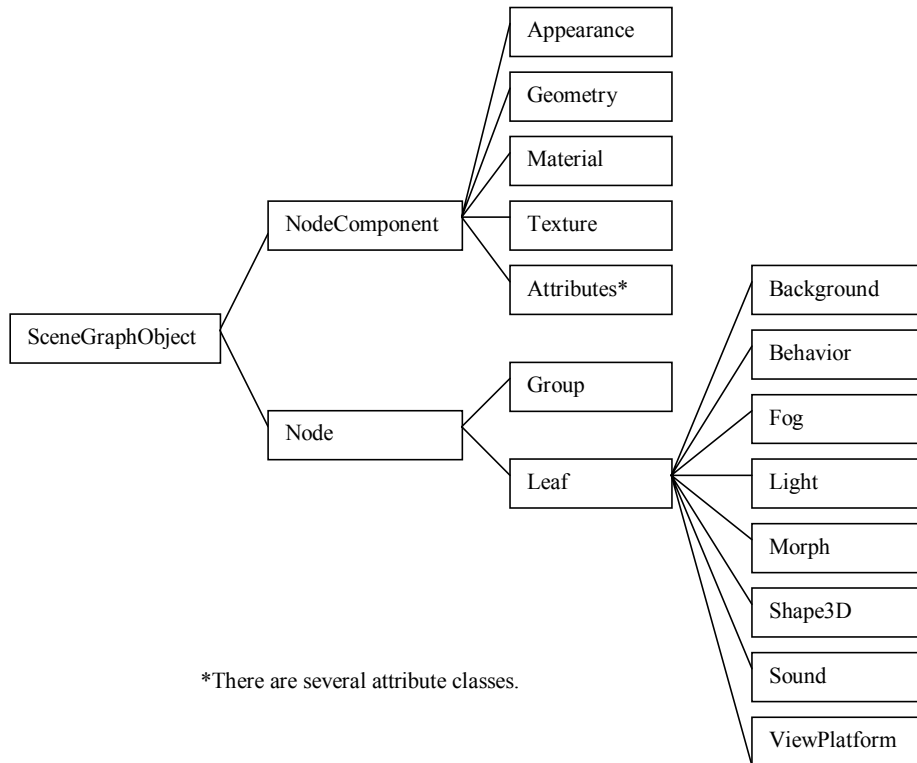 Appearance
Geometry
Material
NodeComponent
Texture
Attributes*
Background
SceneGraphObject
Behavior
Group
Fog
Node
Leaf
Light
Morph
Shape3D
*There are several attribute classes.
Sound
ViewPlatform